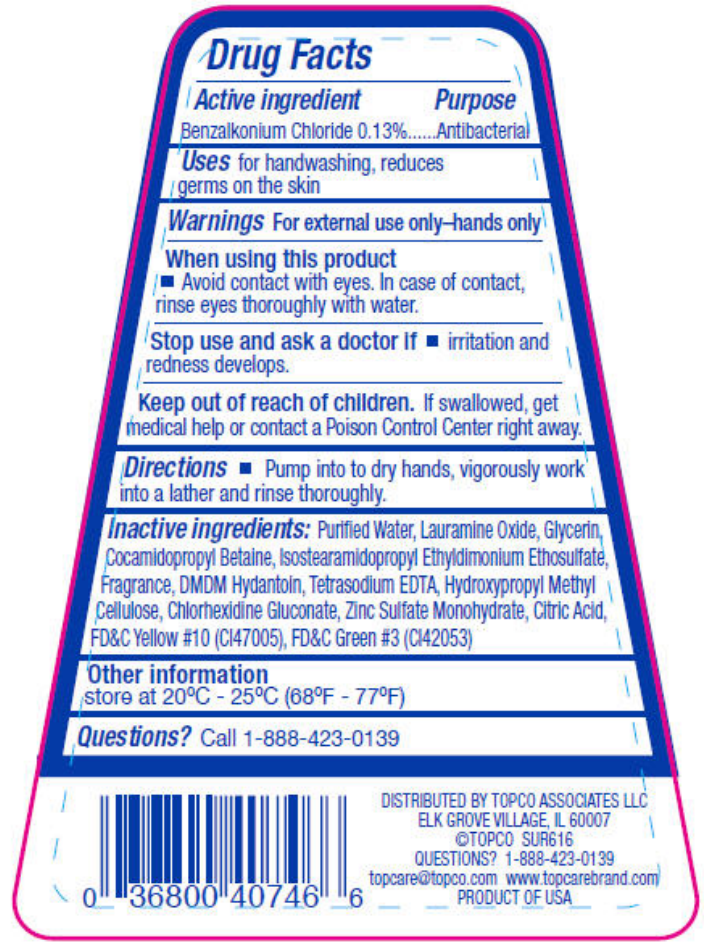 Drug Facts
Active ingredient Purpose
Benzalkonium Chloride 0.13%......Antibacterial
Uses for handwashing, reduces
germs on the skin
Warnings For external use only–hands only
When using this product
■ Avoid contact with eyes. In case of contact,
rinse eyes thoroughly with water.
Stop use and ask a doctor if ■ irritation and
redness develops.
Keep out of reach of children. If swallowed, get
medical help or contact a Poison Control Center right away.
Directions ■ Pump into to dry hands, vigorously work
into a lather and rinse thoroughly.
Inactive ingredients: Purified Water, Lauramine Oxide, Glycerin,
Cocamidopropyl Betaine, Isostearamidopropyl Ethyldimonium Ethosulfate,
Fragrance, DMDM Hydantoin, Tetrasodium EDTA, Hydroxypropyl Methyl
Cellulose, Chlorhexidine Gluconate, Zinc Sulfate Monohydrate, Citric Acid,
FD&C Yellow #10 (CI47005), FD&C Green #3 (CI42053)
Other information
store at 20ºC - 25ºC (68ºF - 77ºF)
Questions? Call 1-888-423-0139
DISTRIBUTED BY TOPCO ASSOCIATES LLC
ELK GROVE VILLAGE, IL 60007
©TOPCO SUR616
QUESTIONS? 1-888-423-0139
topcare@topco.com www.topcarebrand.com
PRODUCT OF USA
0 36800 40746 6